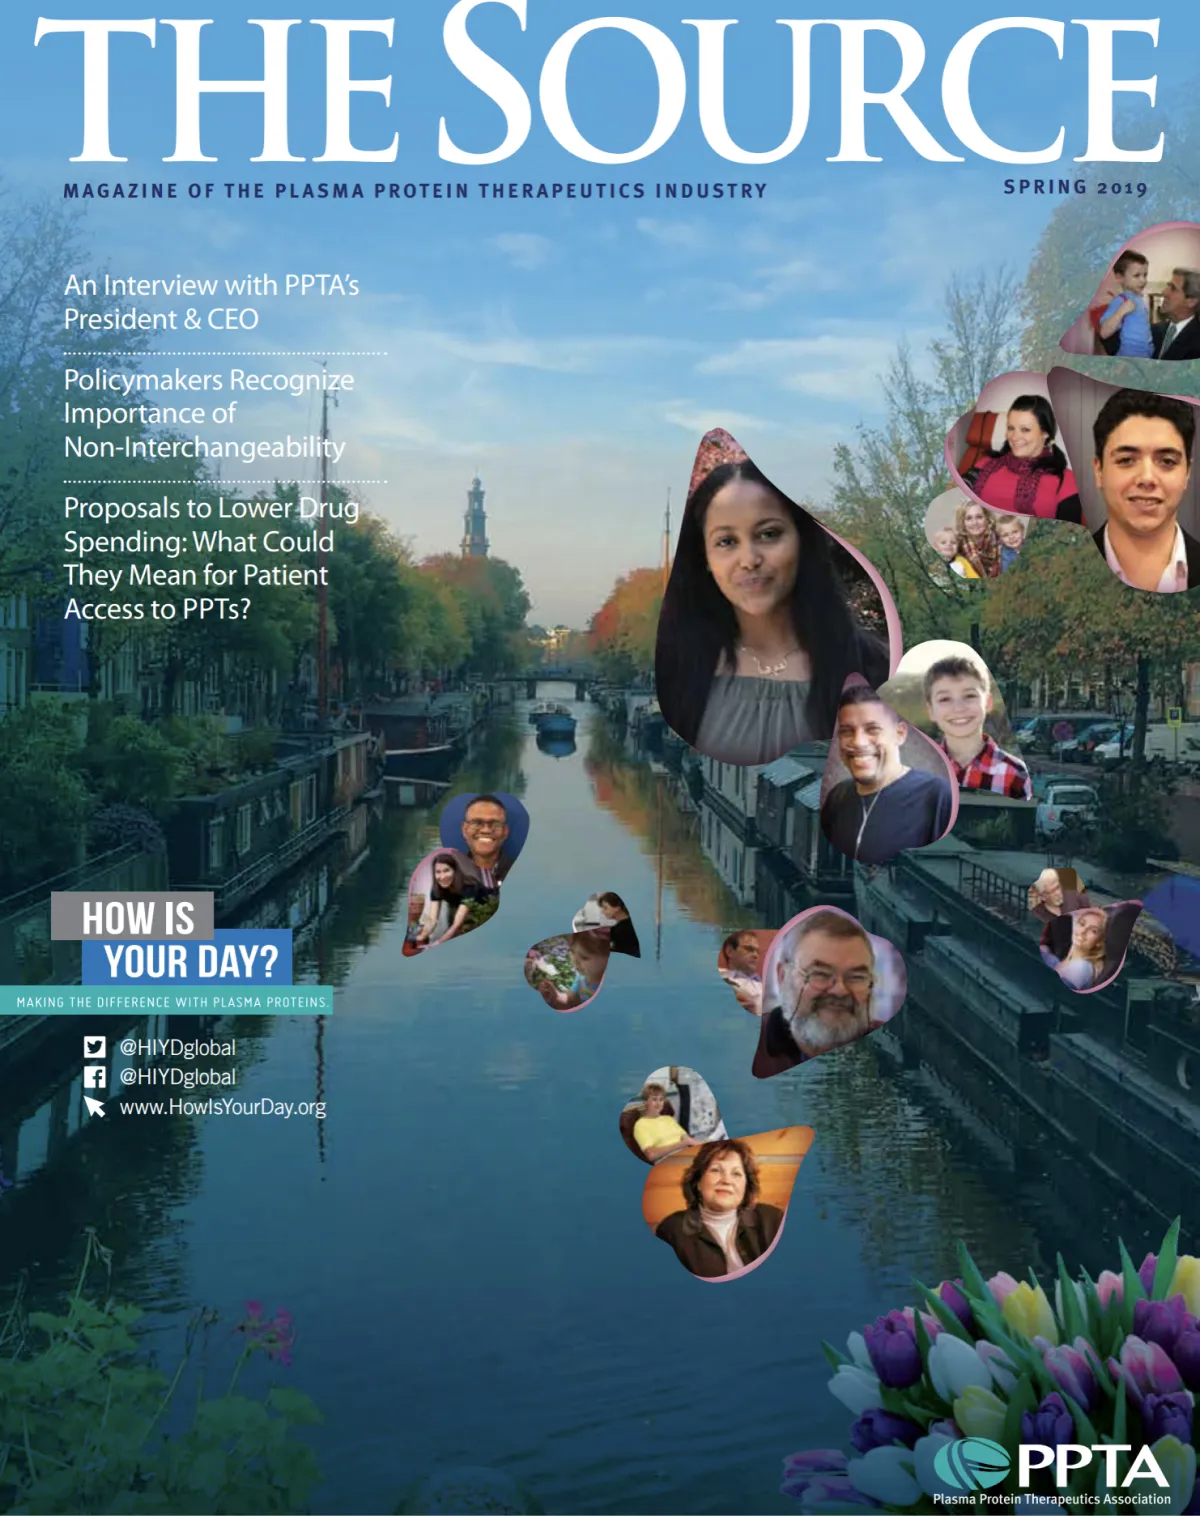 THE SOURCE
MAGAZINE OF THE PLASMA PROTEIN THERAPEUTICS INDUSTRY
SPRING 2019
An Interview with PPTA's
President & CEO
Policymakers Recognize
Importance of
Non-Interchangeability
Proposals to Lower Drug
Spending: What Could
They Mean for Patient
Access to PPTs?
HOW IS
YOUR DAY?
MAKING THE DIFFERENCE WITH PLASMA PROTEINS.
@HIYDglobal
@HIYDglobal
www.HowIsYourDay.org
PPTA
Plasma Protein Therapeutics Association